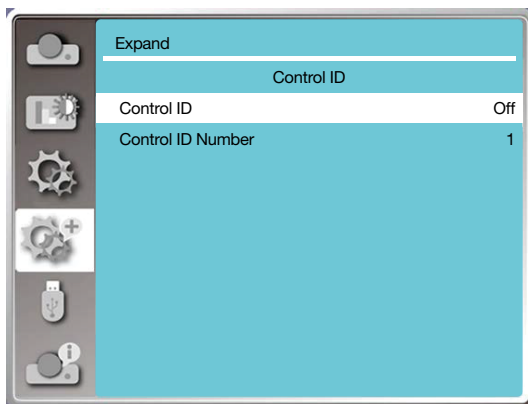 Expand
Control ID
Control ID Off
Control ID Number 1